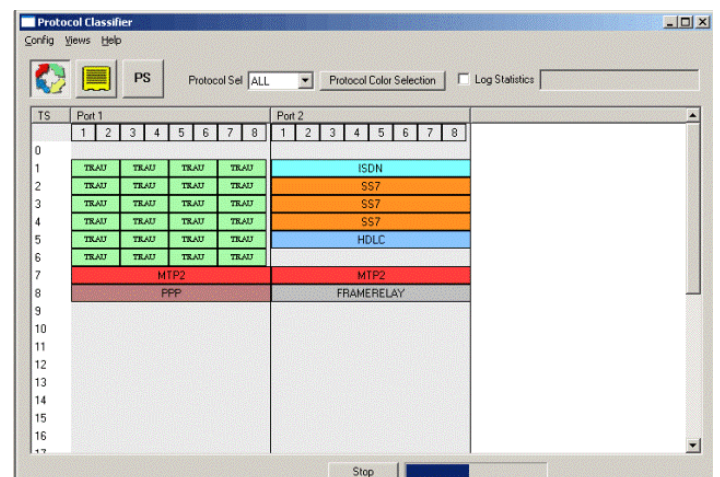 Protocol Classifier
Config Views Help
PS Protocol Sel ALL Protocol Color Selection Log Statistics
TS Port 1 Port 2
1 2 3 4 5 6 7 8 1 2 3 4 5 6 7 8
0
1 TRAU TRAU TRAU TRAU ISDN
2 TRAU TRAU TRAU TRAU SS7
3 TRAU TRAU TRAU TRAU SS7
4 TRAU TRAU TRAU TRAU SS7
5 TRAU TRAU TRAU TRAU HDLC
6 TRAU TRAU TRAU TRAU
7 MTP2 MTP2
8 PPP FRAMERELAY
9
10
11
12
13
14
15
16
17
Stop